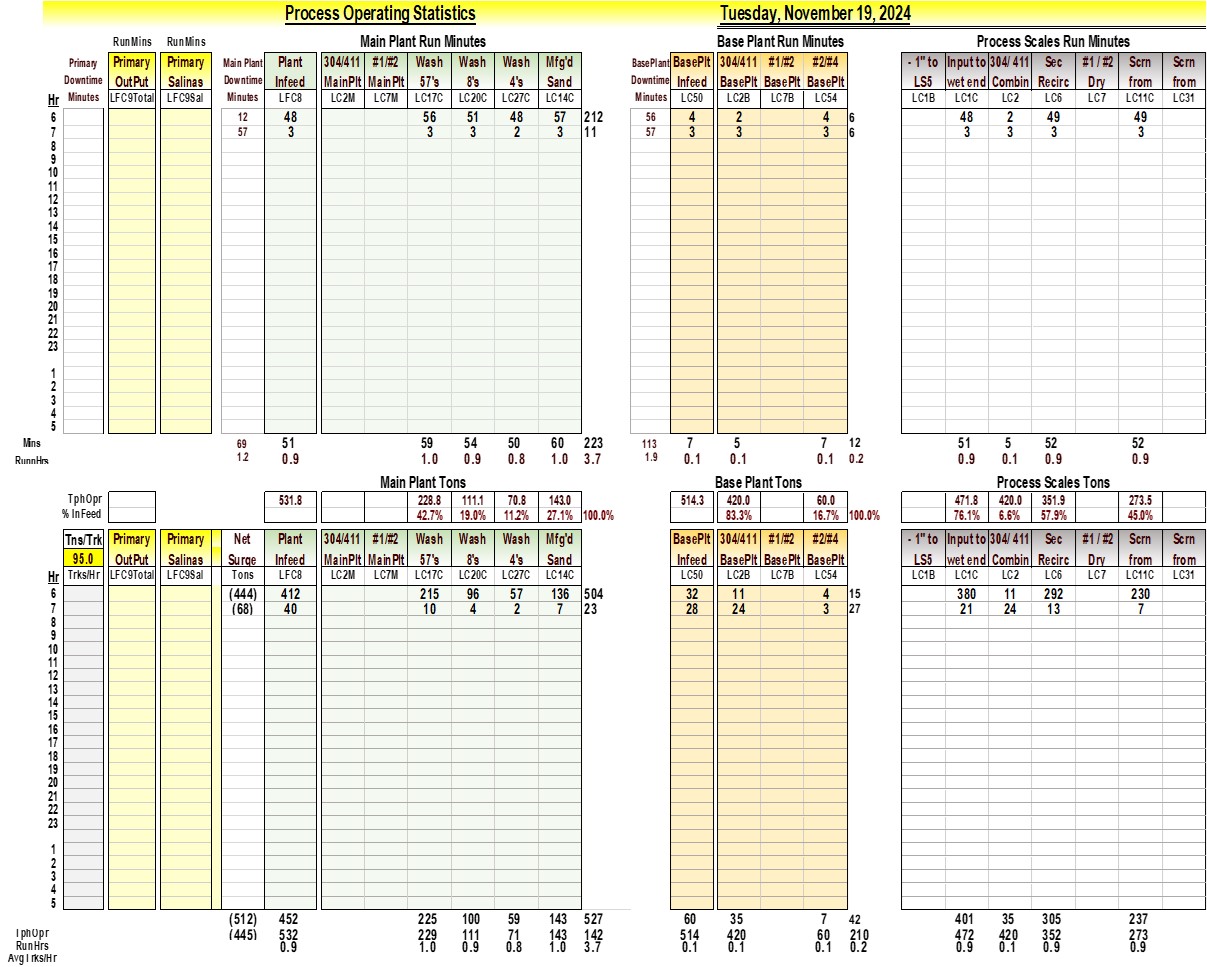 Process Operating Statistics Tuesday, November 19, 2024
RunMins RunMins Main Plant Run Minutes Base Plant Run Minutes Process Scales Run Minutes
Primary Primary Primary Main Plant Plant 304/411 #1/#2 Wash Wash Wash Mfg'd BasePlant BasePlt 304/411 #1/#2 #2/#4 - 1" to Input to 304/ 411 Sec #1 / #2 Scrn Scrn
Downtime OutPut Salinas Downtime Infeed MainPlt MainPlt 57's 8's 4's Sand Downtime Infeed BasePlt BasePlt BasePlt LS5 wet end Combin Recirc Dry from from
Hr Minutes LFC9Total LFC9Sal Minutes LFC8 LC2M LC7M LC17C LC20C LC27C LC14C Minutes LC50 LC2B LC7B LC54 LC1B LC1C LC2 LC6 LC7 LC11C LC31
6 12 48 56 51 48 57 212 56 4 2 4 6 48 2 49 49
7 57 3 3 3 2 3 11 57 3 3 3 6 3 3 3 3
8
9
10
11
12
13
14
15
16
17
18
19
20
21
22
23
1
2
3
4
5
Mins 69 51 59 54 50 60 223 113 7 5 7 12 51 5 52 52
RunnHrs 1.2 0.9 1.0 0.9 0.8 1.0 3.7 1.9 0.1 0.1 0.1 0.2 0.9 0.1 0.9 0.9
Main Plant Tons Base Plant Tons Process Scales Tons
TphOpr 531.8 228.8 111.1 70.8 143.0 514.3 420.0 60.0 471.8 420.0 351.9 273.5
% InFeed 42.7% 19.0% 11.2% 27.1% 100.0% 83.3% 16.7% 100.0% 76.1% 6.6% 57.9% 45.0%
Tns/Trk Primary Primary Net Plant 304/411 #1/#2 Wash Wash Wash Mfg'd BasePlt 304/411 #1/#2 #2/#4 - 1" to Input to 304/ 411 Sec #1 / #2 Scrn Scrn
95.0 OutPut Salinas Surge Infeed MainPlt MainPlt 57's 8's 4's Sand Infeed BasePlt BasePlt BasePlt LS5 wet end Combin Recirc Dry from from
Hr Trks/Hr LFC9Total LFC9Sal Tons LFC8 LC2M LC7M LC17C LC20C LC27C LC14C LC50 LC2B LC7B LC54 LC1B LC1C LC2 LC6 LC7 LC11C LC31
6 (444) 412 215 96 57 136 504 32 11 4 15 380 11 292 230
7 (68) 40 10 4 2 7 23 28 24 3 27 21 24 13 7
8
9
10
11
12
13
14
15
16
17
18
19
20
21
22
23
1
2
3
4
5
(512) 452 225 100 59 143 527 60 35 7 42 401 35 305 237
TphOpr (445) 532 229 111 71 143 142 514 420 60 210 472 420 352 273
RunHrs 0.9 1.0 0.9 0.8 1.0 3.7 0.1 0.1 0.1 0.2 0.9 0.1 0.9 0.9
AvgTrks/Hr